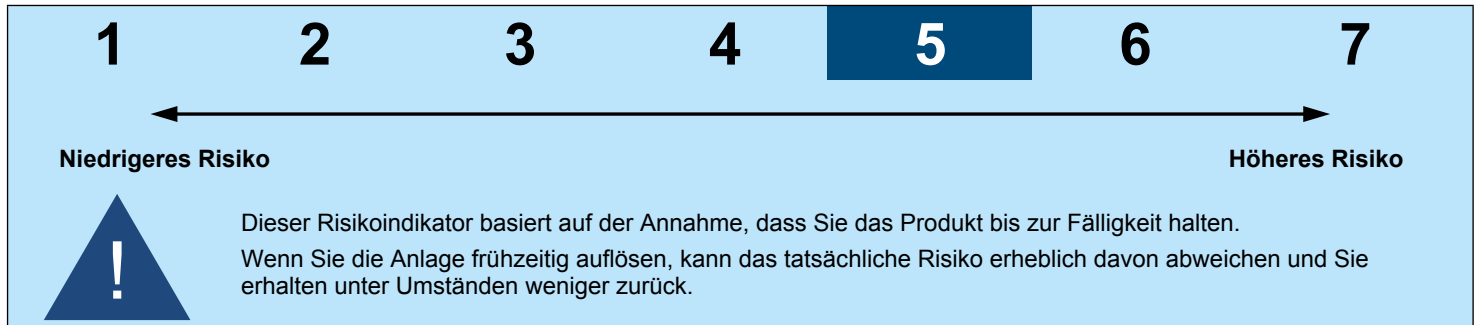 1 2 3 4 5 6 7
Niedrigeres Risiko Höheres Risiko
!
Dieser Risikoindikator basiert auf der Annahme, dass Sie das Produkt bis zur Fälligkeit halten.
Wenn Sie die Anlage frühzeitig auflösen, kann das tatsächliche Risiko erheblich davon abweichen und Sie
erhalten unter Umständen weniger zurück.